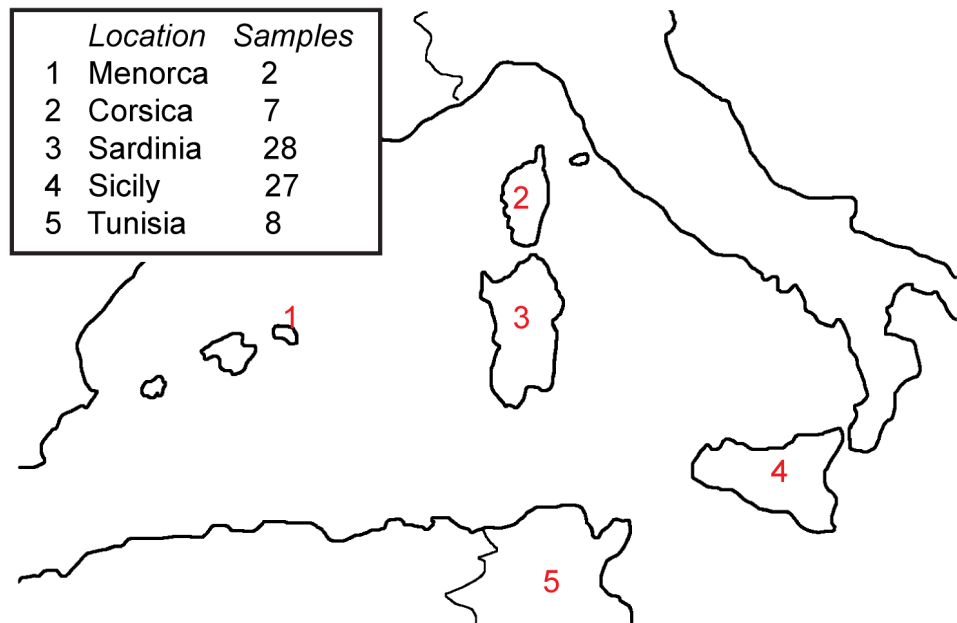 Location Samples
1 Menorca 2
2 Corsica 7
3 Sardinia 28
4 Sicily 27
5 Tunisia 8
2
1
3
4
5